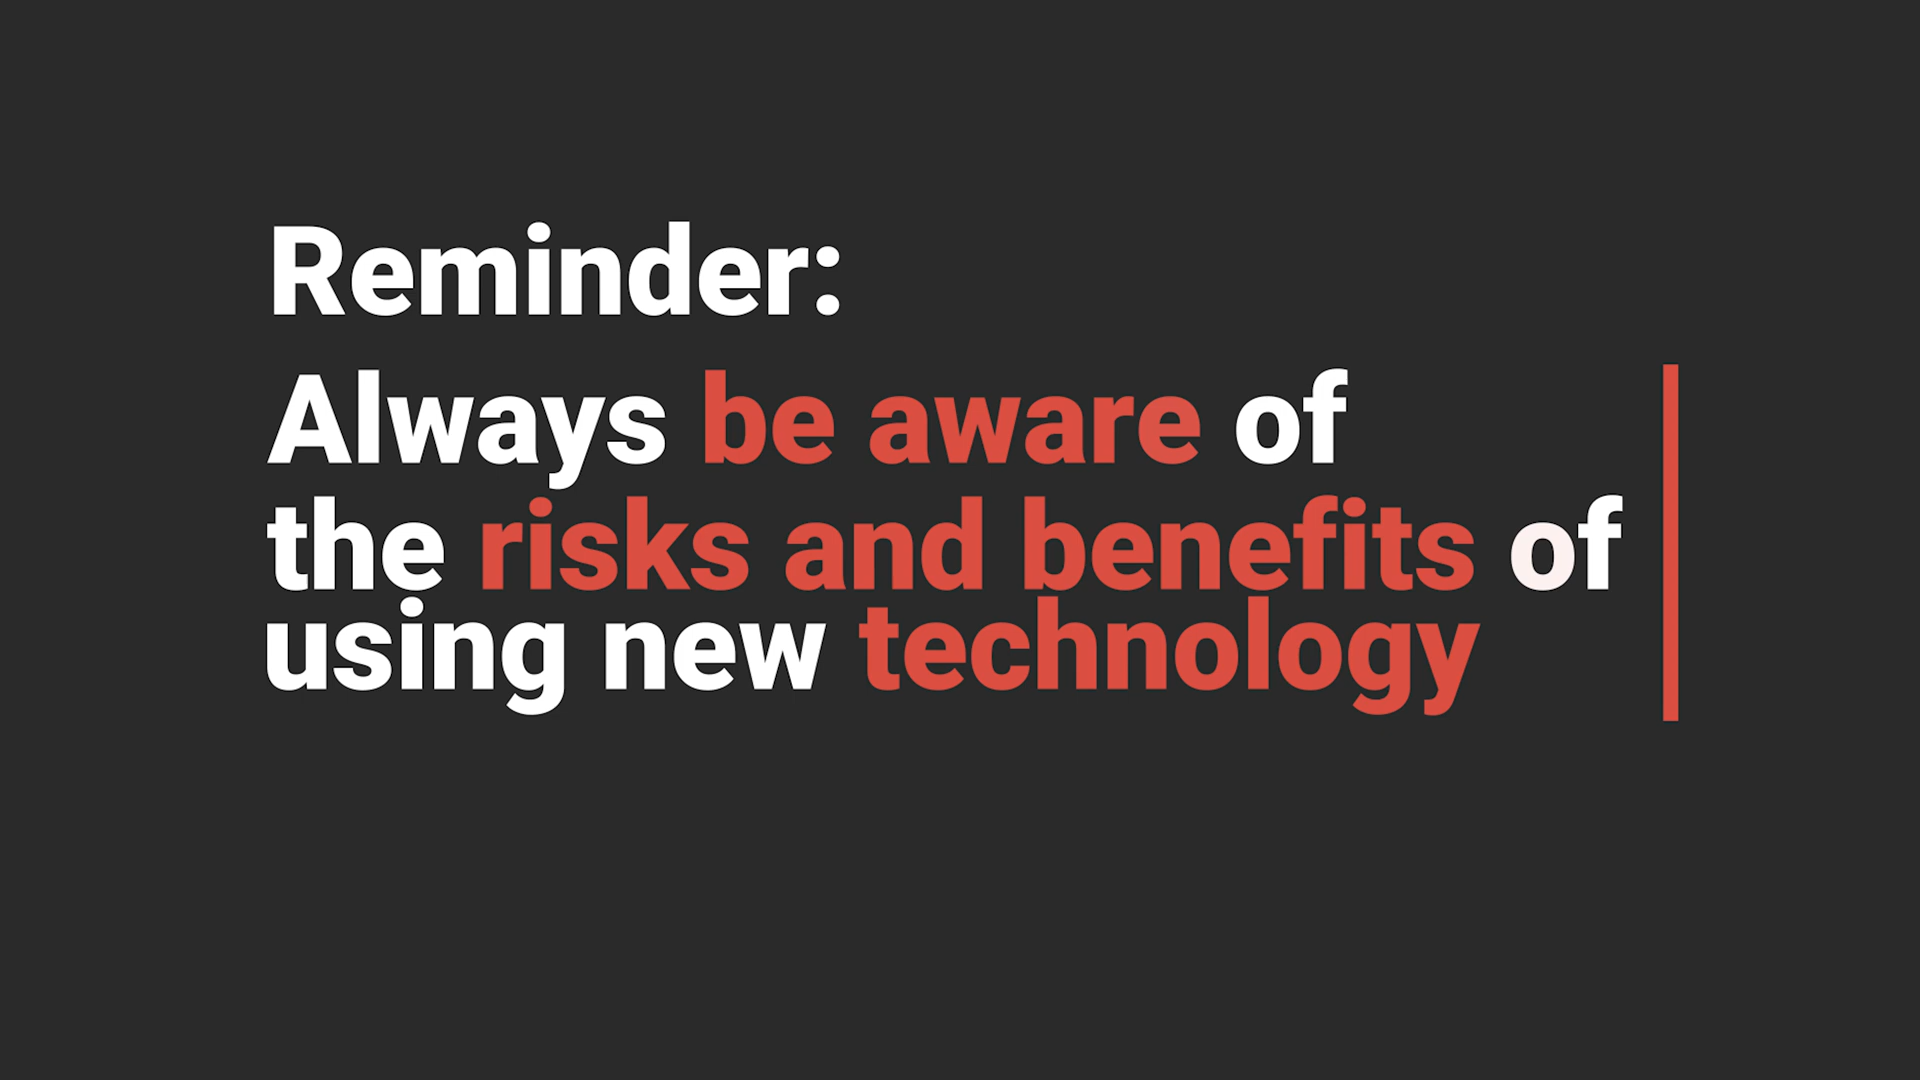 Reminder:
Always be aware of
the risks and benefits of
using new technology